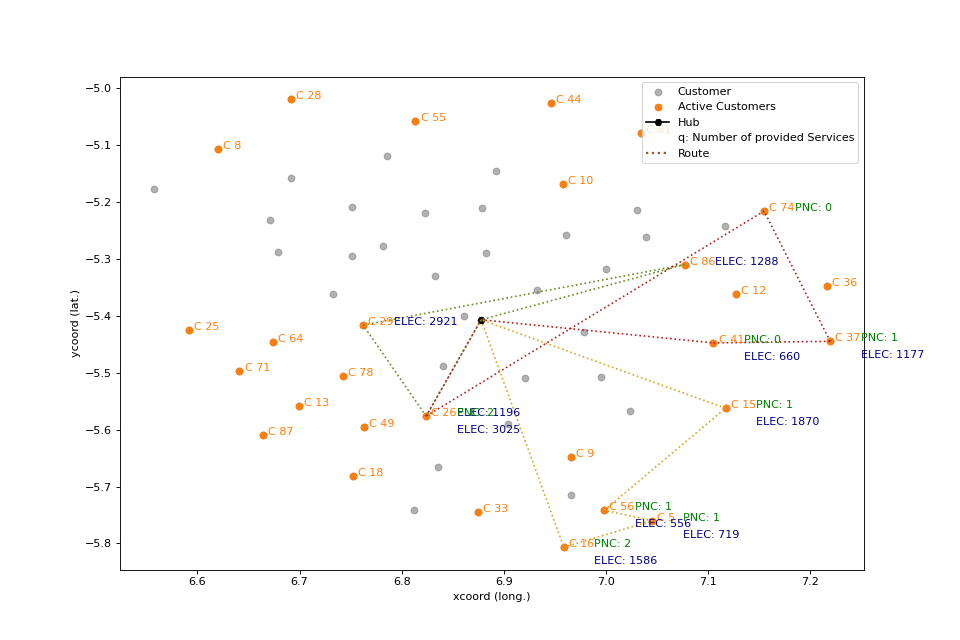 −5.0
−5.1
−5.2
−5.3
−5.4
−5.5
−5.6
−5.7
−5.8
ycoord (lat.)
6.6
6.7
6.8
6.9
7.0
7.1
7.2
xcoord (long.)
Customer
Active Customers
Hub
q: Number of provided Services
Route
C 28
C 44
C 55
C 8
C 10
C 74 PNC: 0
C 86 ELEC: 1288
C 36
C 12
C 29 ELEC: 2921
C 25
C 64
C 41 PNC: 0
ELEC: 660
C 37 PNC: 1
ELEC: 1177
C 71
C 78
C 13
C 15 PNC: 1
ELEC: 1870
C 26 ELEC: 1196
ELEC: 3025
C 49
C 87
C 9
C 18
C 33
C 56 PNC: 1
ELEC: 556
C 5 PNC: 1
ELEC: 719
C 16 PNC: 2
ELEC: 1586